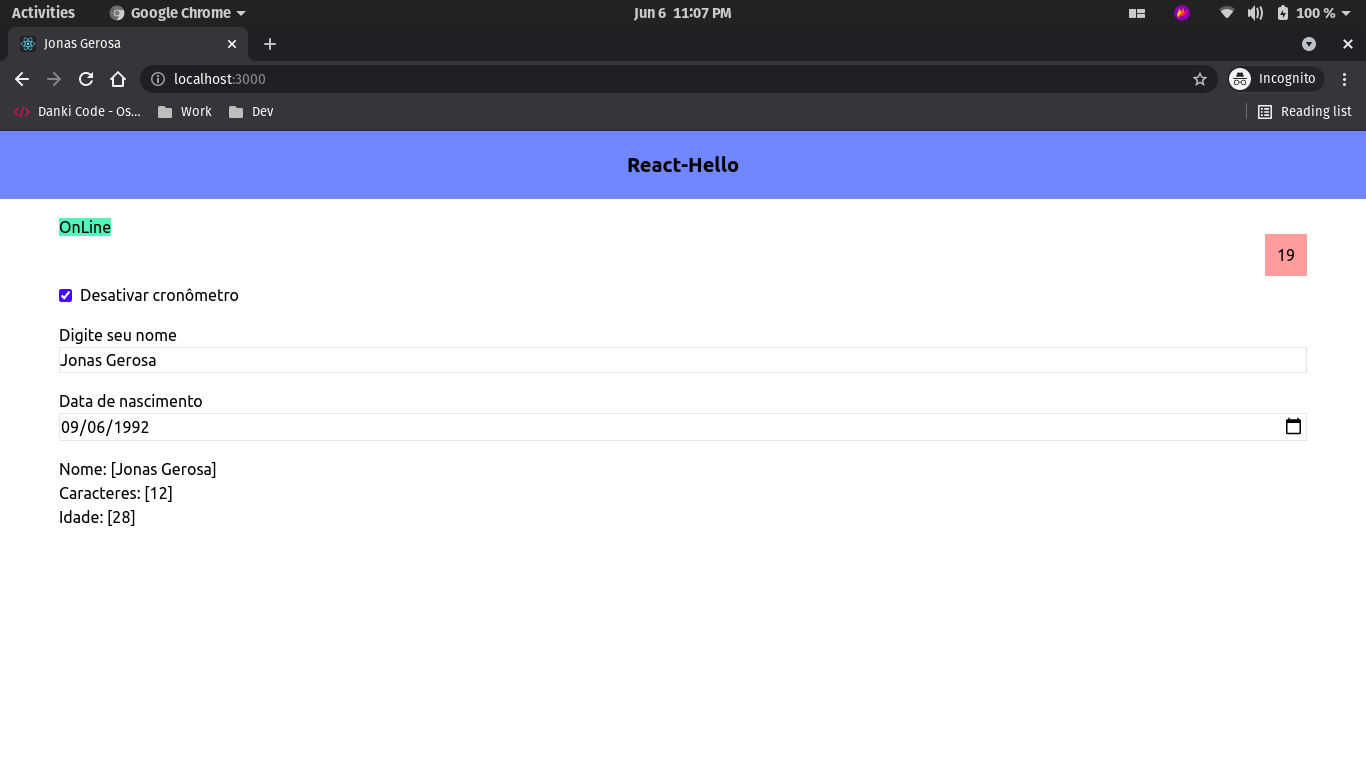 Activities Google Chrome Jun 6 11:07 PM 100 %
Jonas Gerosa
localhost:3000 Incognito
Danki Code - Os... Work Dev Reading list
React-Hello
OnLine
19
Desativar cronômetro
Digite seu nome
Jonas Gerosa
Data de nascimento
09/06/1992
Nome: [Jonas Gerosa]
Caracteres: [12]
Idade: [28]